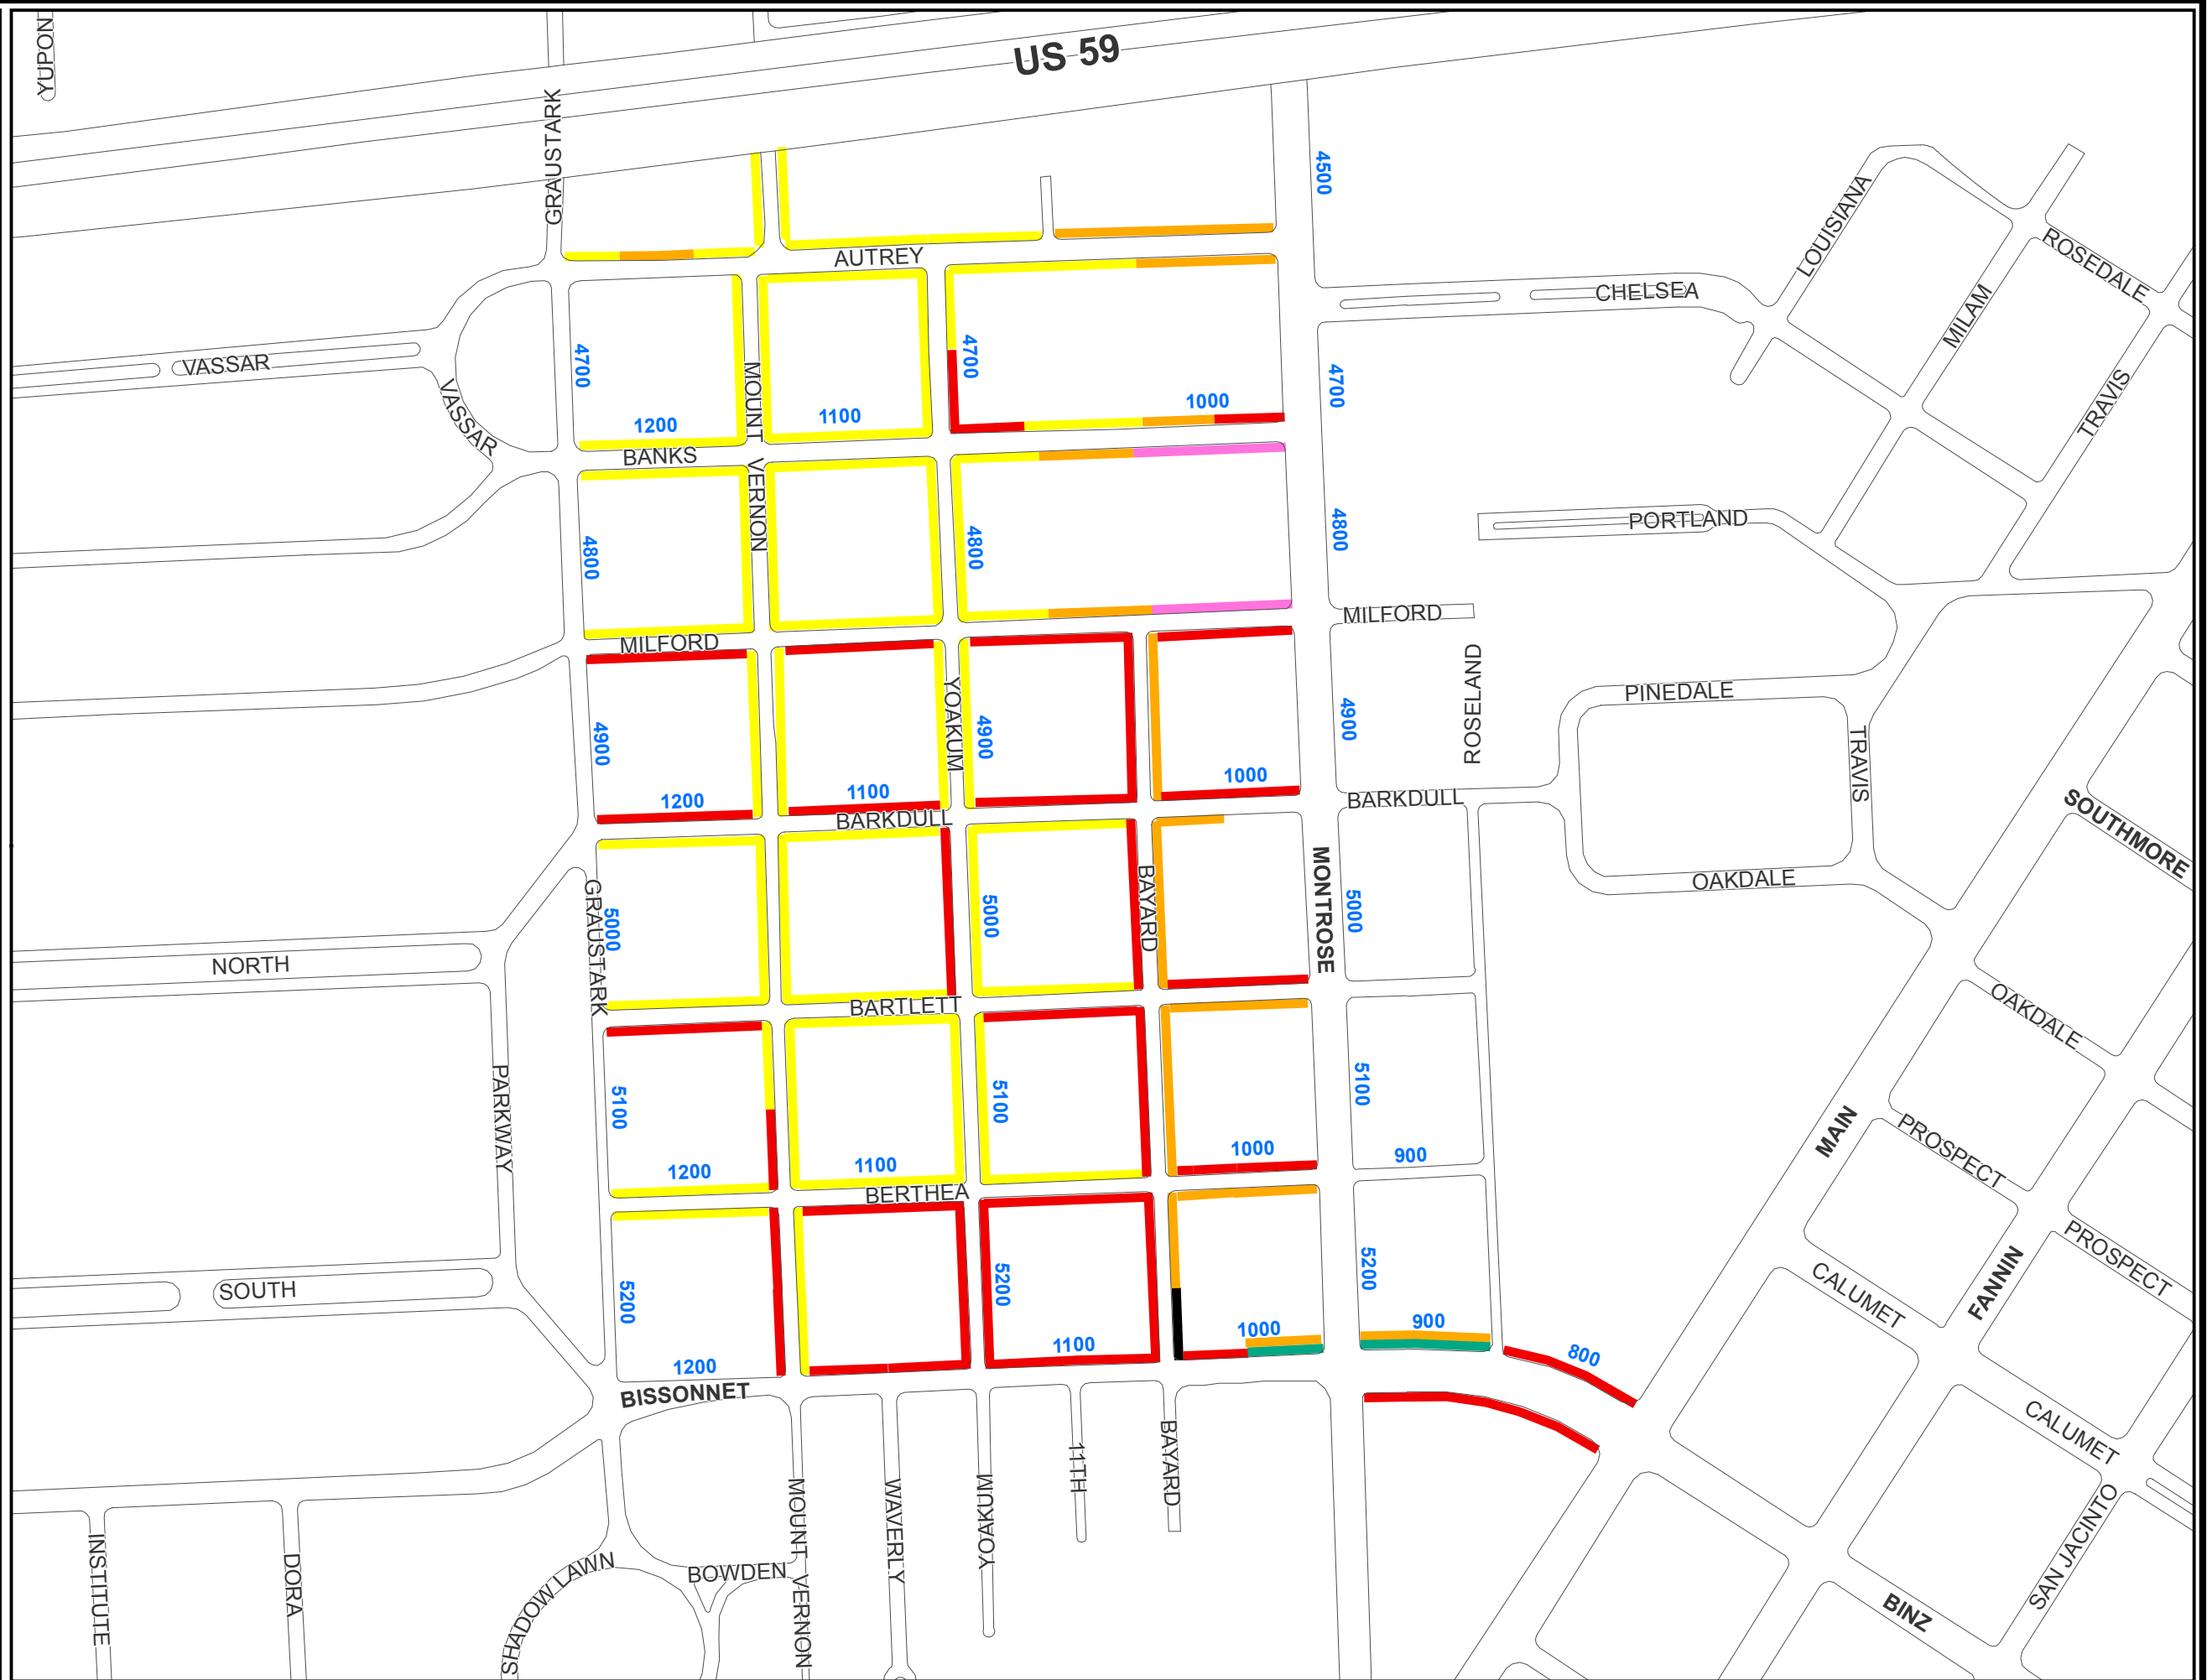 YUPON
US 59
GRAUSTARK
4500
LOUISIANA
ROSEDALE
AUTREY
CHELSEA
MILAM
VASSAR
VASSAR
4700
MOUNT
VERNON
4700
4700
TRAVIS
1200
1100
1000
BANKS
4800
4800
4800
PORTLAND
MILFORD
MILFORD
ROSELAND
PINEDALE
4900
YOAKUM
4900
4900
TRAVIS
1200
1100
1000
BARKDULL
BARKDULL
SOUTHMORE
GRAUSTARK
5000
5000
BAYARD
MONTROSE
5000
OAKDALE
NORTH
BARTLETT
OAKDALE
PARKWAY
5100
5100
5100
MAIN
PROSPECT
1200
1100
1000
900
BERTHEA
PROSPECT
SOUTH
5200
5200
5200
CALUMET
FANNIN
1200
1100
1000
900
800
BISSONNET
CALUMET
INSTITUTE
DORA
SHADOW LAWN
BOWDEN
MOUNT VERNON
WAVERLY
YOAKUM
11TH
BAYARD
SAN JACINTO
BINZ